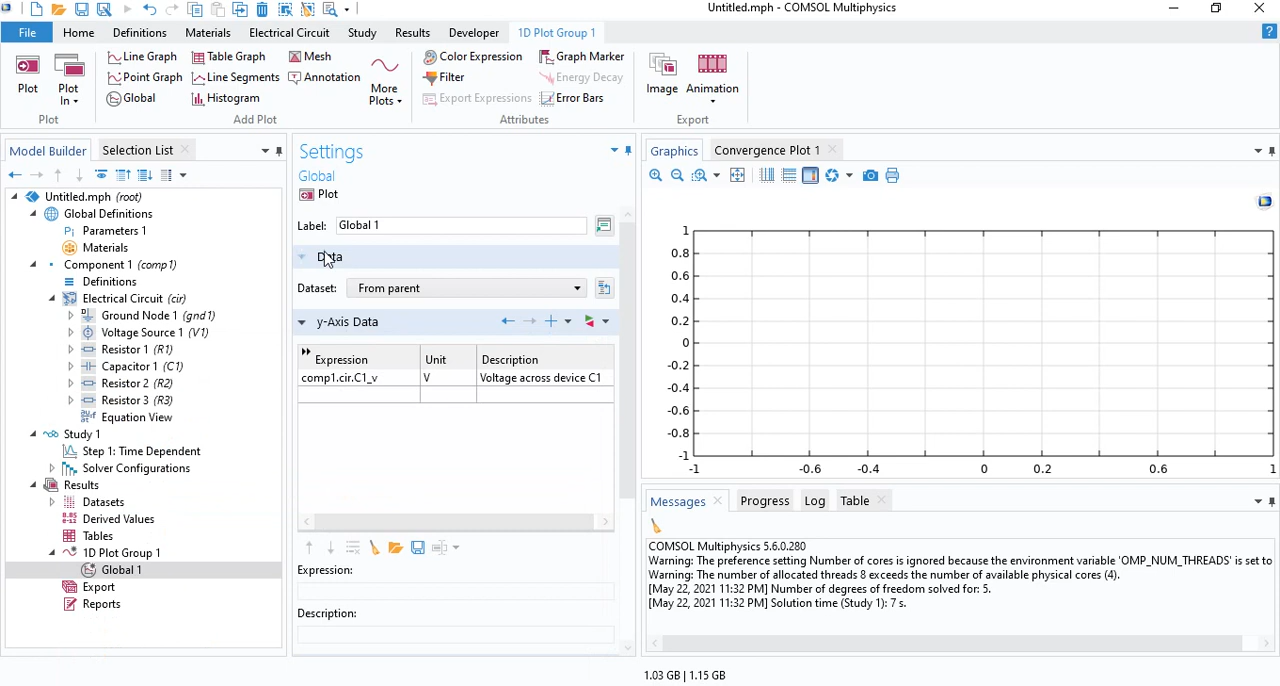 Untitled.mph - COMSOL Multiphysics
File Home Definitions Materials Electrical Circuit Study Results Developer 1D Plot Group 1
Plot
Plot In
Plot
Line Graph Table Graph Mesh
Point Graph Line Segments Annotation
Global Histogram
More Plots
Add Plot
Color Expression Graph Marker
Filter Energy Decay
Export Expressions Error Bars
Attributes
Image Animation
Export
Model Builder Selection List
Untitled.mph (root)
Global Definitions
Pi Parameters 1
Materials
Component 1 (comp1)
Definitions
Electrical Circuit (cir)
Ground Node 1 (gnd1)
Voltage Source 1 (V1)
Resistor 1 (R1)
Capacitor 1 (C1)
Resistor 2 (R2)
Resistor 3 (R3)
Equation View
Study 1
Step 1: Time Dependent
Solver Configurations
Results
Datasets
Derived Values
Tables
1D Plot Group 1
Global 1
Export
Reports
Settings
Global
Plot
Label: Global 1
Data
Dataset: From parent
y-Axis Data
Expression Unit Description
comp1.cir.C1_v V Voltage across device C1
Expression:
Description:
Graphics Convergence Plot 1
1
0.8
0.6
0.4
0.2
0
-0.2
-0.4
-0.6
-0.8
-1
-1 -0.6 -0.4 0 0.2 0.6 1
Messages Progress Log Table
COMSOL Multiphysics 5.6.0.280
Warning: The preference setting Number of cores is ignored because the environment variable 'OMP_NUM_THREADS' is set to
Warning: The number of allocated threads 8 exceeds the number of available physical cores (4).
[May 22, 2021 11:32 PM] Number of degrees of freedom solved for: 5.
[May 22, 2021 11:32 PM] Solution time (Study 1): 7 s.
1.03 GB | 1.15 GB